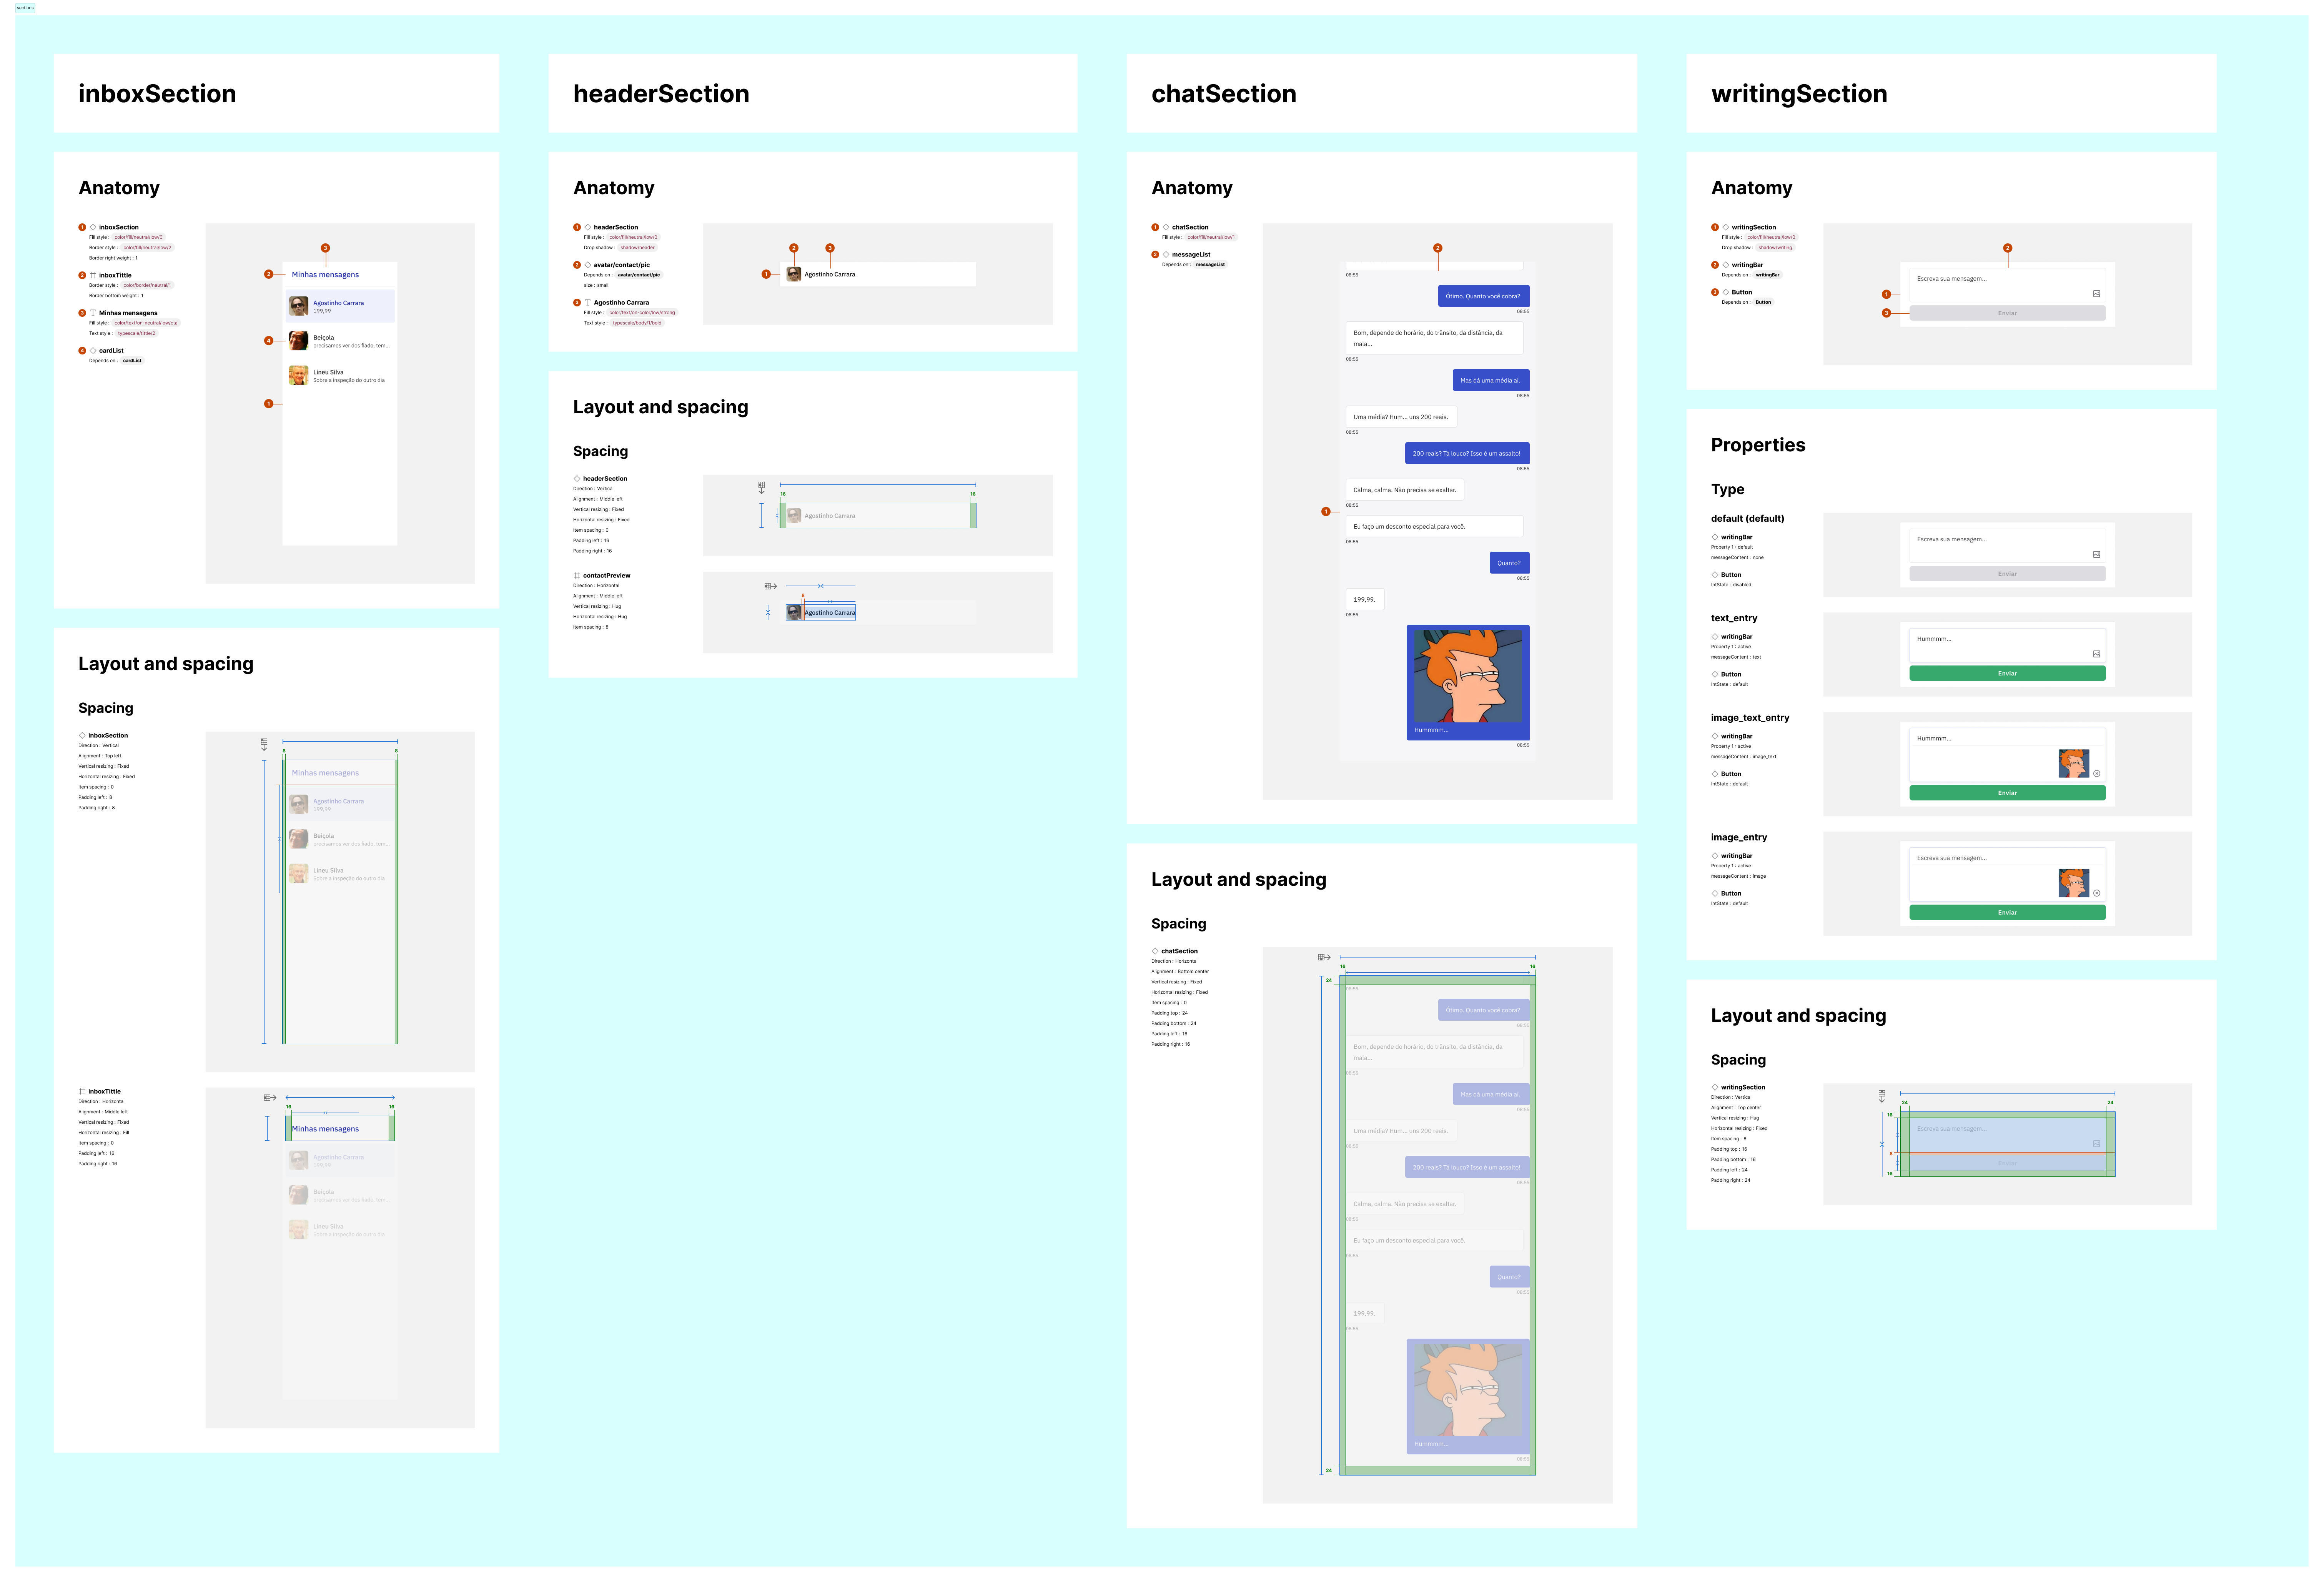 sections
inboxSection
Anatomy
1 inboxSection
Fill style : color/fill/neutral/low/0
Border style : color/fill/neutral/low/2
Border right weight : 1
2 inboxTittle
Border style : color/border/neutral/1
Border bottom weight : 1
3 Minhas mensagens
Fill style : color/text/on-neutral/low/cta
Text style : typescale/tittle/2
4 cardList
Depends on : cardList
3
2
Minhas mensagens
Agostinho Carrara
199,99
4
Beiçola
precisamos ver dos fiado, tem...
Lineu Silva
Sobre a inspeção do outro dia
1
Layout and spacing
Spacing
inboxSection
Direction : Vertical
Alignment : Top left
Vertical resizing : Fixed
Horizontal resizing : Fixed
Item spacing : 0
Padding left : 8
Padding right : 8
8 8
Minhas mensagens
Agostinho Carrara
199,99
Beiçola
precisamos ver dos fiado, tem...
Lineu Silva
Sobre a inspeção do outro dia
inboxTittle
Direction : Horizontal
Alignment : Middle left
Vertical resizing : Fixed
Horizontal resizing : Fill
Item spacing : 0
Padding left : 16
Padding right : 16
16 16
Minhas mensagens
Agostinho Carrara
199,99
Beiçola
precisamos ver dos fiado, tem...
Lineu Silva
Sobre a inspeção do outro dia
headerSection
Anatomy
1 headerSection
Fill style : color/fill/neutral/low/0
Drop shadow : shadow/header
2 avatar/contact/pic
Depends on : avatar/contact/pic
size : small
3 Agostinho Carrara
Fill style : color/text/on-color/low/strong
Text style : typescale/body/1/bold
2 3
1
Agostinho Carrara
Layout and spacing
Spacing
headerSection
Direction : Vertical
Alignment : Middle left
Vertical resizing : Fixed
Horizontal resizing : Fixed
Item spacing : 0
Padding left : 16
Padding right : 16
16 16
Agostinho Carrara
contactPreview
Direction : Horizontal
Alignment : Middle left
Vertical resizing : Hug
Horizontal resizing : Hug
Item spacing : 8
8
Agostinho Carrara
chatSection
Anatomy
1 chatSection
Fill style : color/fill/neutral/low/1
2 messageList
Depends on : messageList
2
08:55
Ótimo. Quanto você cobra?
08:55
Bom, depende do horário, do trânsito, da distância, da
mala...
08:55
Mas dá uma média aí.
08:55
Uma média? Hum... uns 200 reais.
08:55
200 reais? Tá louco? Isso é um assalto!
08:55
Calma, calma. Não precisa se exaltar.
08:55
1
Eu faço um desconto especial para você.
08:55
Quanto?
08:55
199,99.
08:55
Hummmm...
08:55
Layout and spacing
Spacing
chatSection
Direction : Horizontal
Alignment : Bottom center
Vertical resizing : Fixed
Horizontal resizing : Fixed
Item spacing : 0
Padding top : 24
Padding bottom : 24
Padding left : 16
Padding right : 16
16 16
24
08:55
Ótimo. Quanto você cobra?
08:55
Bom, depende do horário, do trânsito, da distância, da
mala...
08:55
Mas dá uma média aí.
08:55
Uma média? Hum... uns 200 reais.
08:55
200 reais? Tá louco? Isso é um assalto!
08:55
Calma, calma. Não precisa se exaltar.
08:55
Eu faço um desconto especial para você.
08:55
Quanto?
08:55
199,99.
08:55
Hummmm...
08:55
24
writingSection
Anatomy
1 writingSection
Fill style : color/fill/neutral/low/0
Drop shadow : shadow/writing
2 writingBar
Depends on : writingBar
3 Button
Depends on : Button
2
Escreva sua mensagem...
1
3
Enviar
Properties
Type
default (default)
writingBar
Property 1 : default
messageContent : none
Button
IntState : disabled
Escreva sua mensagem...
Enviar
text_entry
writingBar
Property 1 : active
messageContent : text
Button
IntState : default
Hummmm...
Enviar
image_text_entry
writingBar
Property 1 : active
messageContent : image_text
Button
IntState : default
Hummmm...
Enviar
image_entry
writingBar
Property 1 : active
messageContent : image
Button
IntState : default
Escreva sua mensagem...
Enviar
Layout and spacing
Spacing
writingSection
Direction : Vertical
Alignment : Top center
Vertical resizing : Hug
Horizontal resizing : Fixed
Item spacing : 8
Padding top : 16
Padding bottom : 16
Padding left : 24
Padding right : 24
24 24
16
Escreva sua mensagem...
8
Enviar
16